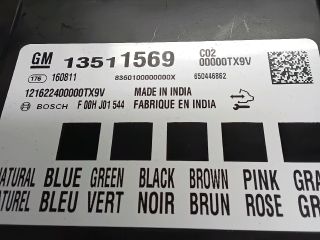 GM 13511569 C02
00000TX9V
176 160811 8360100000000X 650446862
121622400000TX9V MADE IN INDIA
BOSCH F 00H J01 544 FABRIQUE EN INDIA
NATURAL BLUE GREEN BLACK BROWN PINK GRA
NATUREL BLEU VERT NOIR BRUN ROSE GR